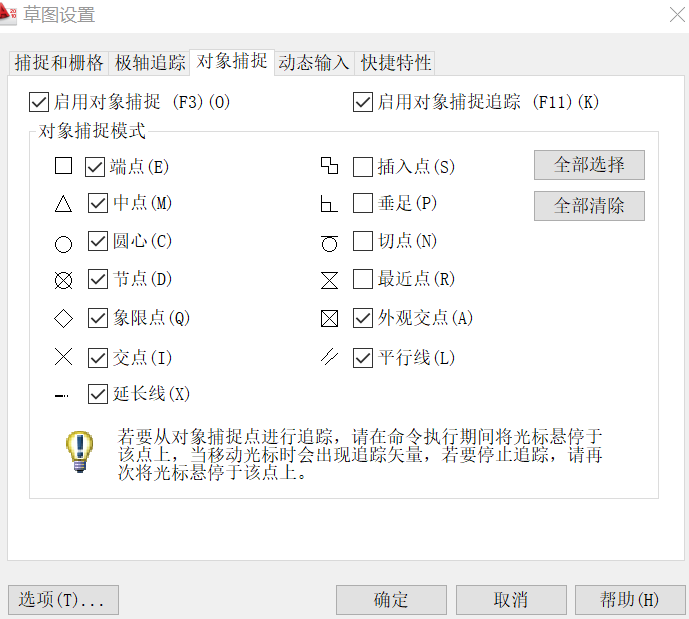 草图设置
捕捉和栅格 极轴追踪 对象捕捉 动态输入 快捷特性
启用对象捕捉 (F3)(O) 启用对象捕捉追踪 (F11)(K)
对象捕捉模式
端点(E) 插入点(S) 全部选择
中点(M) 垂足(P) 全部清除
圆心(C) 切点(N)
节点(D) 最近点(R)
象限点(Q) 外观交点(A)
交点(I) 平行线(L)
延长线(X)
若要从对象捕捉点进行追踪，请在命令执行期间将光标悬停于
该点上，当移动光标时会出现追踪矢量，若要停止追踪，请再
次将光标悬停于该点上。
选项(T)... 确定 取消 帮助(H)